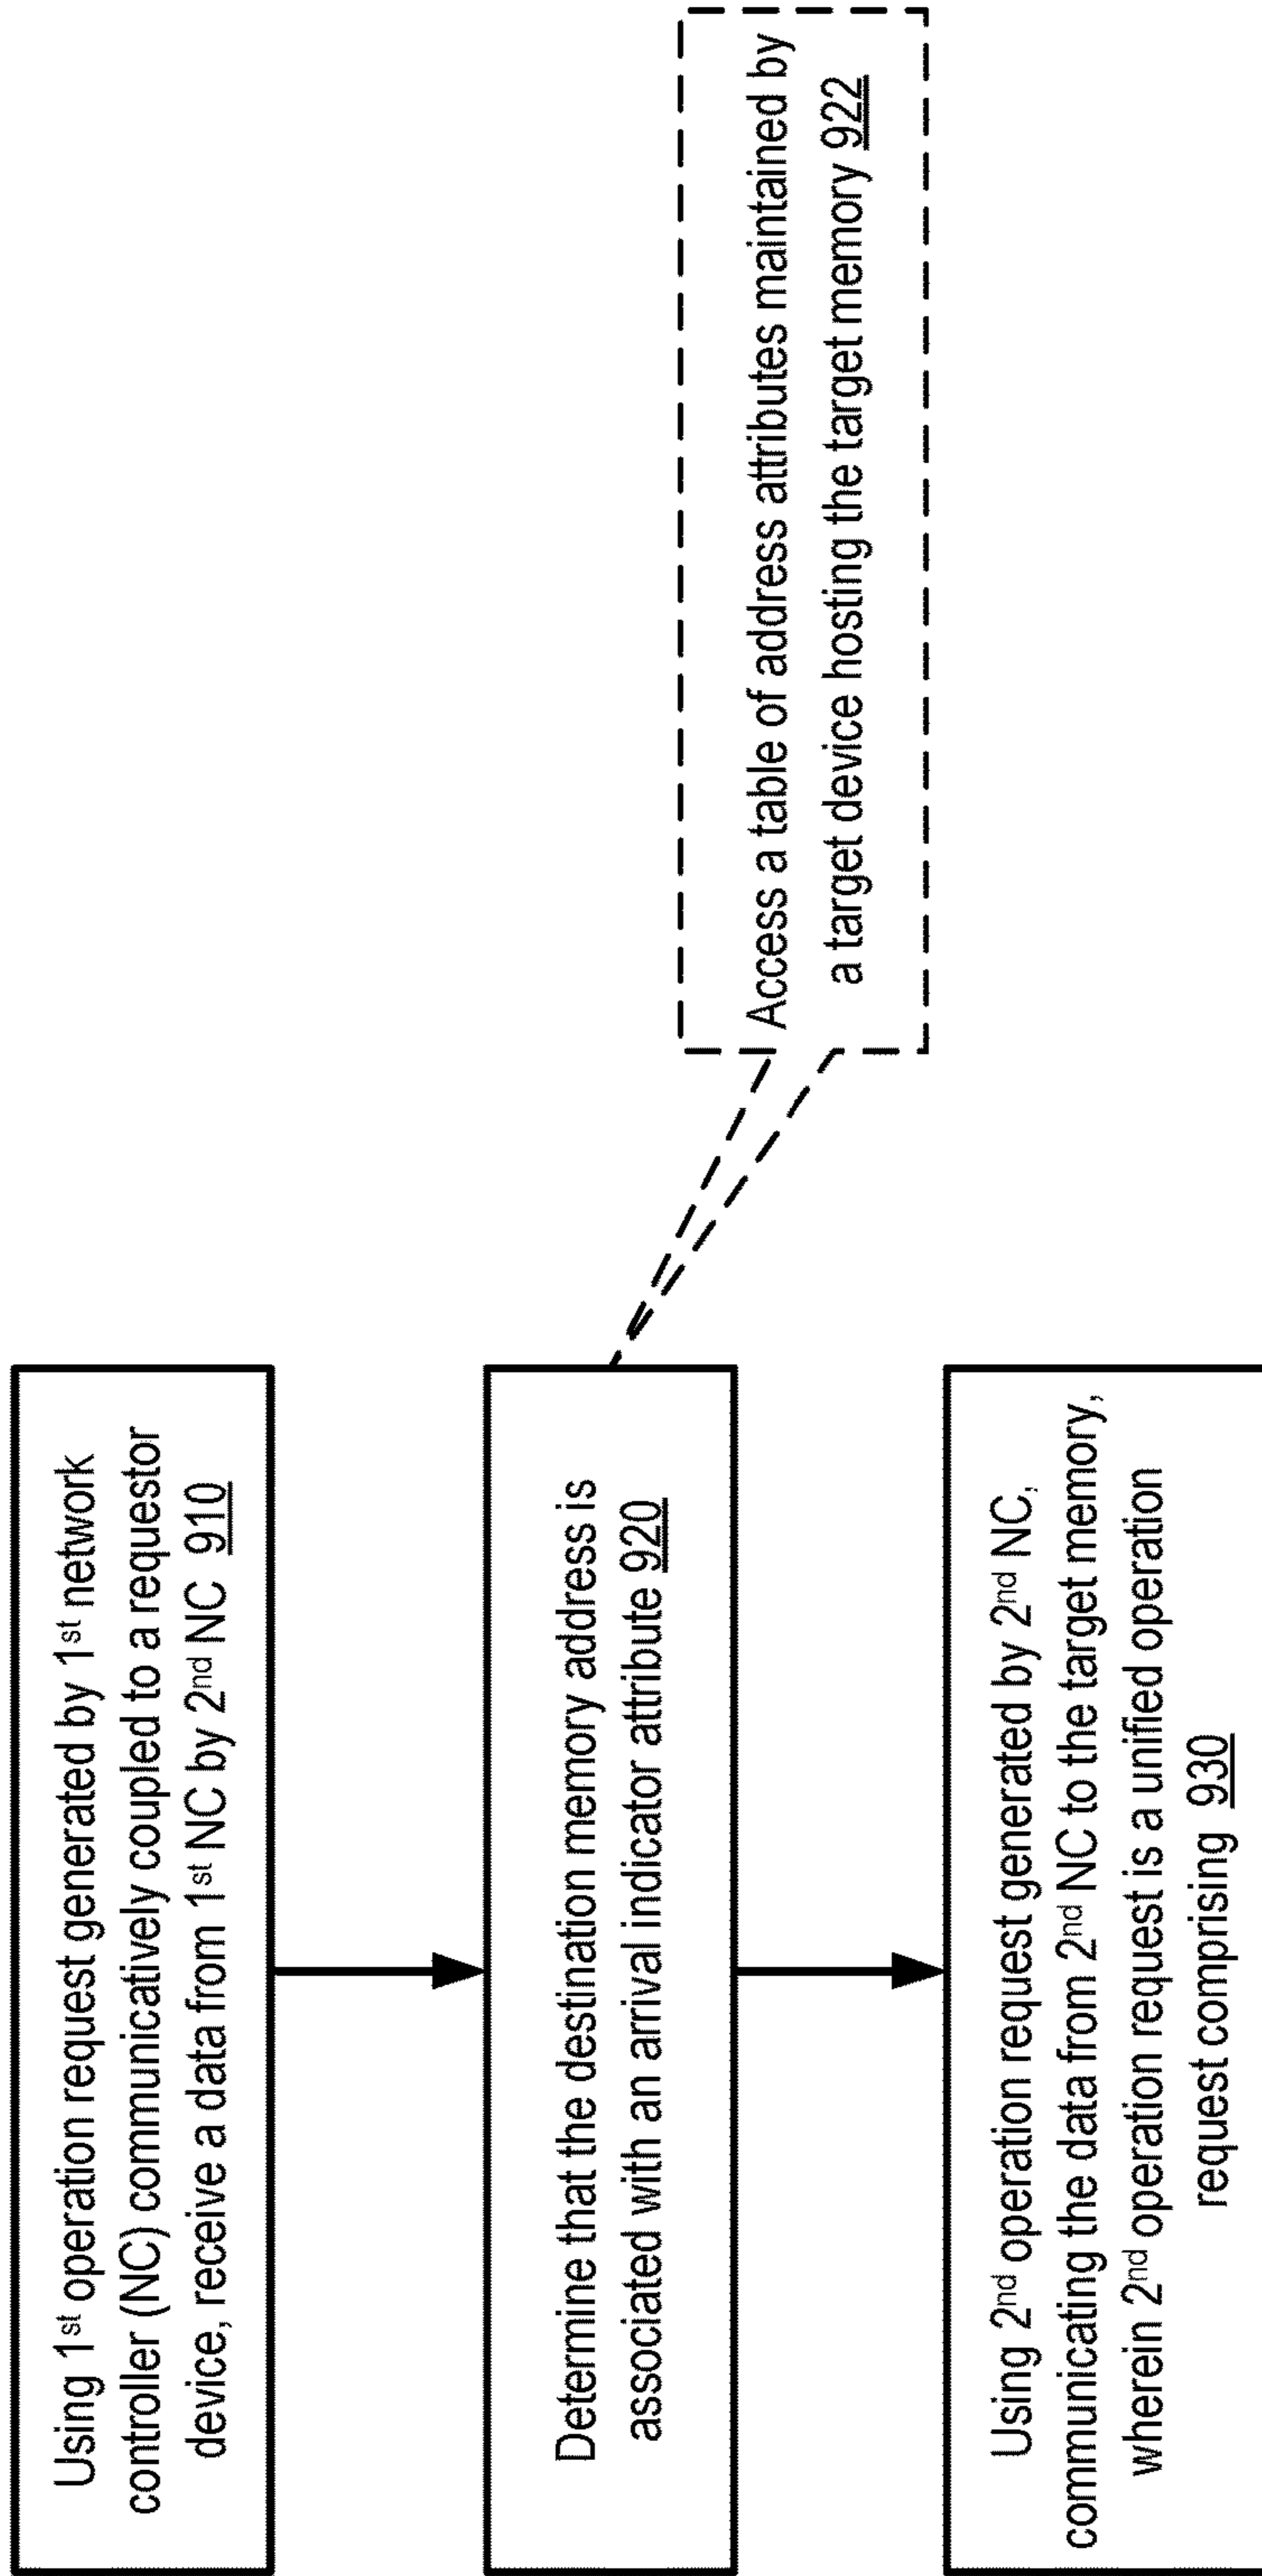 Using 1st operation request generated by 1st network
controller (NC) communicatively coupled to a requestor
device, receive a data from 1st NC by 2nd NC 910
Determine that the destination memory address is
associated with an arrival indicator attribute 920
Access a table of address attributes maintained by
a target device hosting the target memory 922
Using 2nd operation request generated by 2nd NC,
communicating the data from 2nd NC to the target memory,
wherein 2nd operation request is a unified operation
request comprising 930